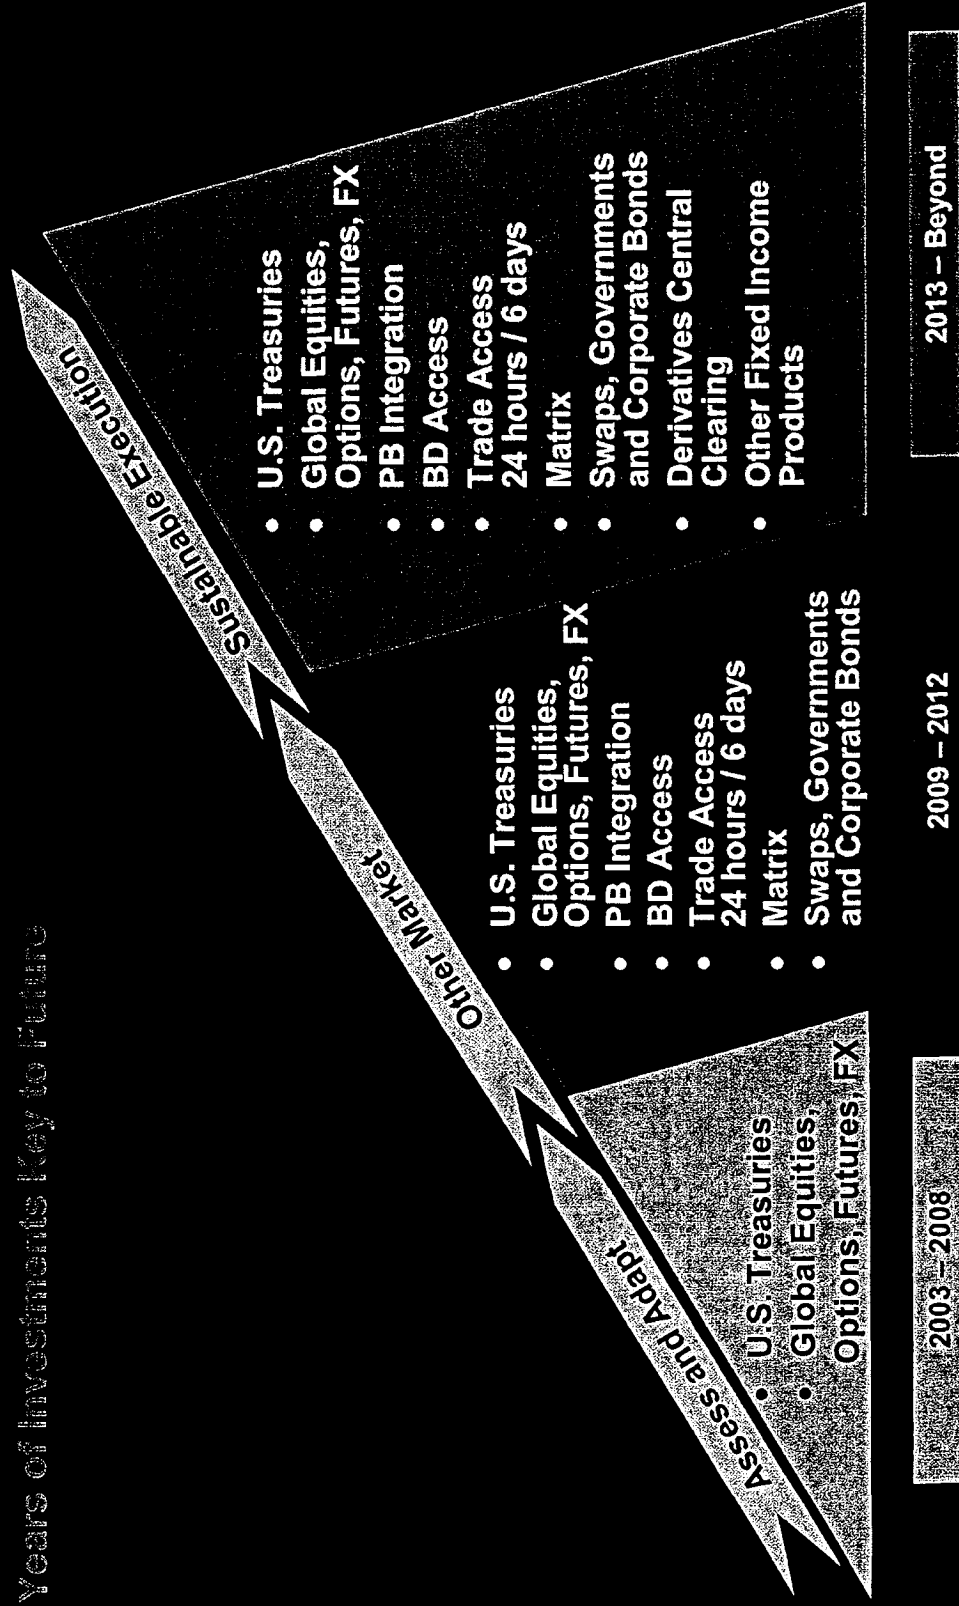 Years of Investments Key to Future
Assess and Adapt
Other Market
Sustainable Execution
• U.S. Treasuries
• Global Equities,
Options, Futures, FX
• U.S. Treasuries
• Global Equities,
Options, Futures, FX
• PB Integration
• BD Access
• Trade Access
24 hours / 6 days
• Matrix
• Swaps, Governments
and Corporate Bonds
• U.S. Treasuries
• Global Equities,
Options, Futures, FX
• PB Integration
• BD Access
• Trade Access
24 hours / 6 days
• Matrix
• Swaps, Governments
and Corporate Bonds
• Derivatives Central
Clearing
• Other Fixed Income
Products
2003 – 2008
2009 – 2012
2013 – Beyond